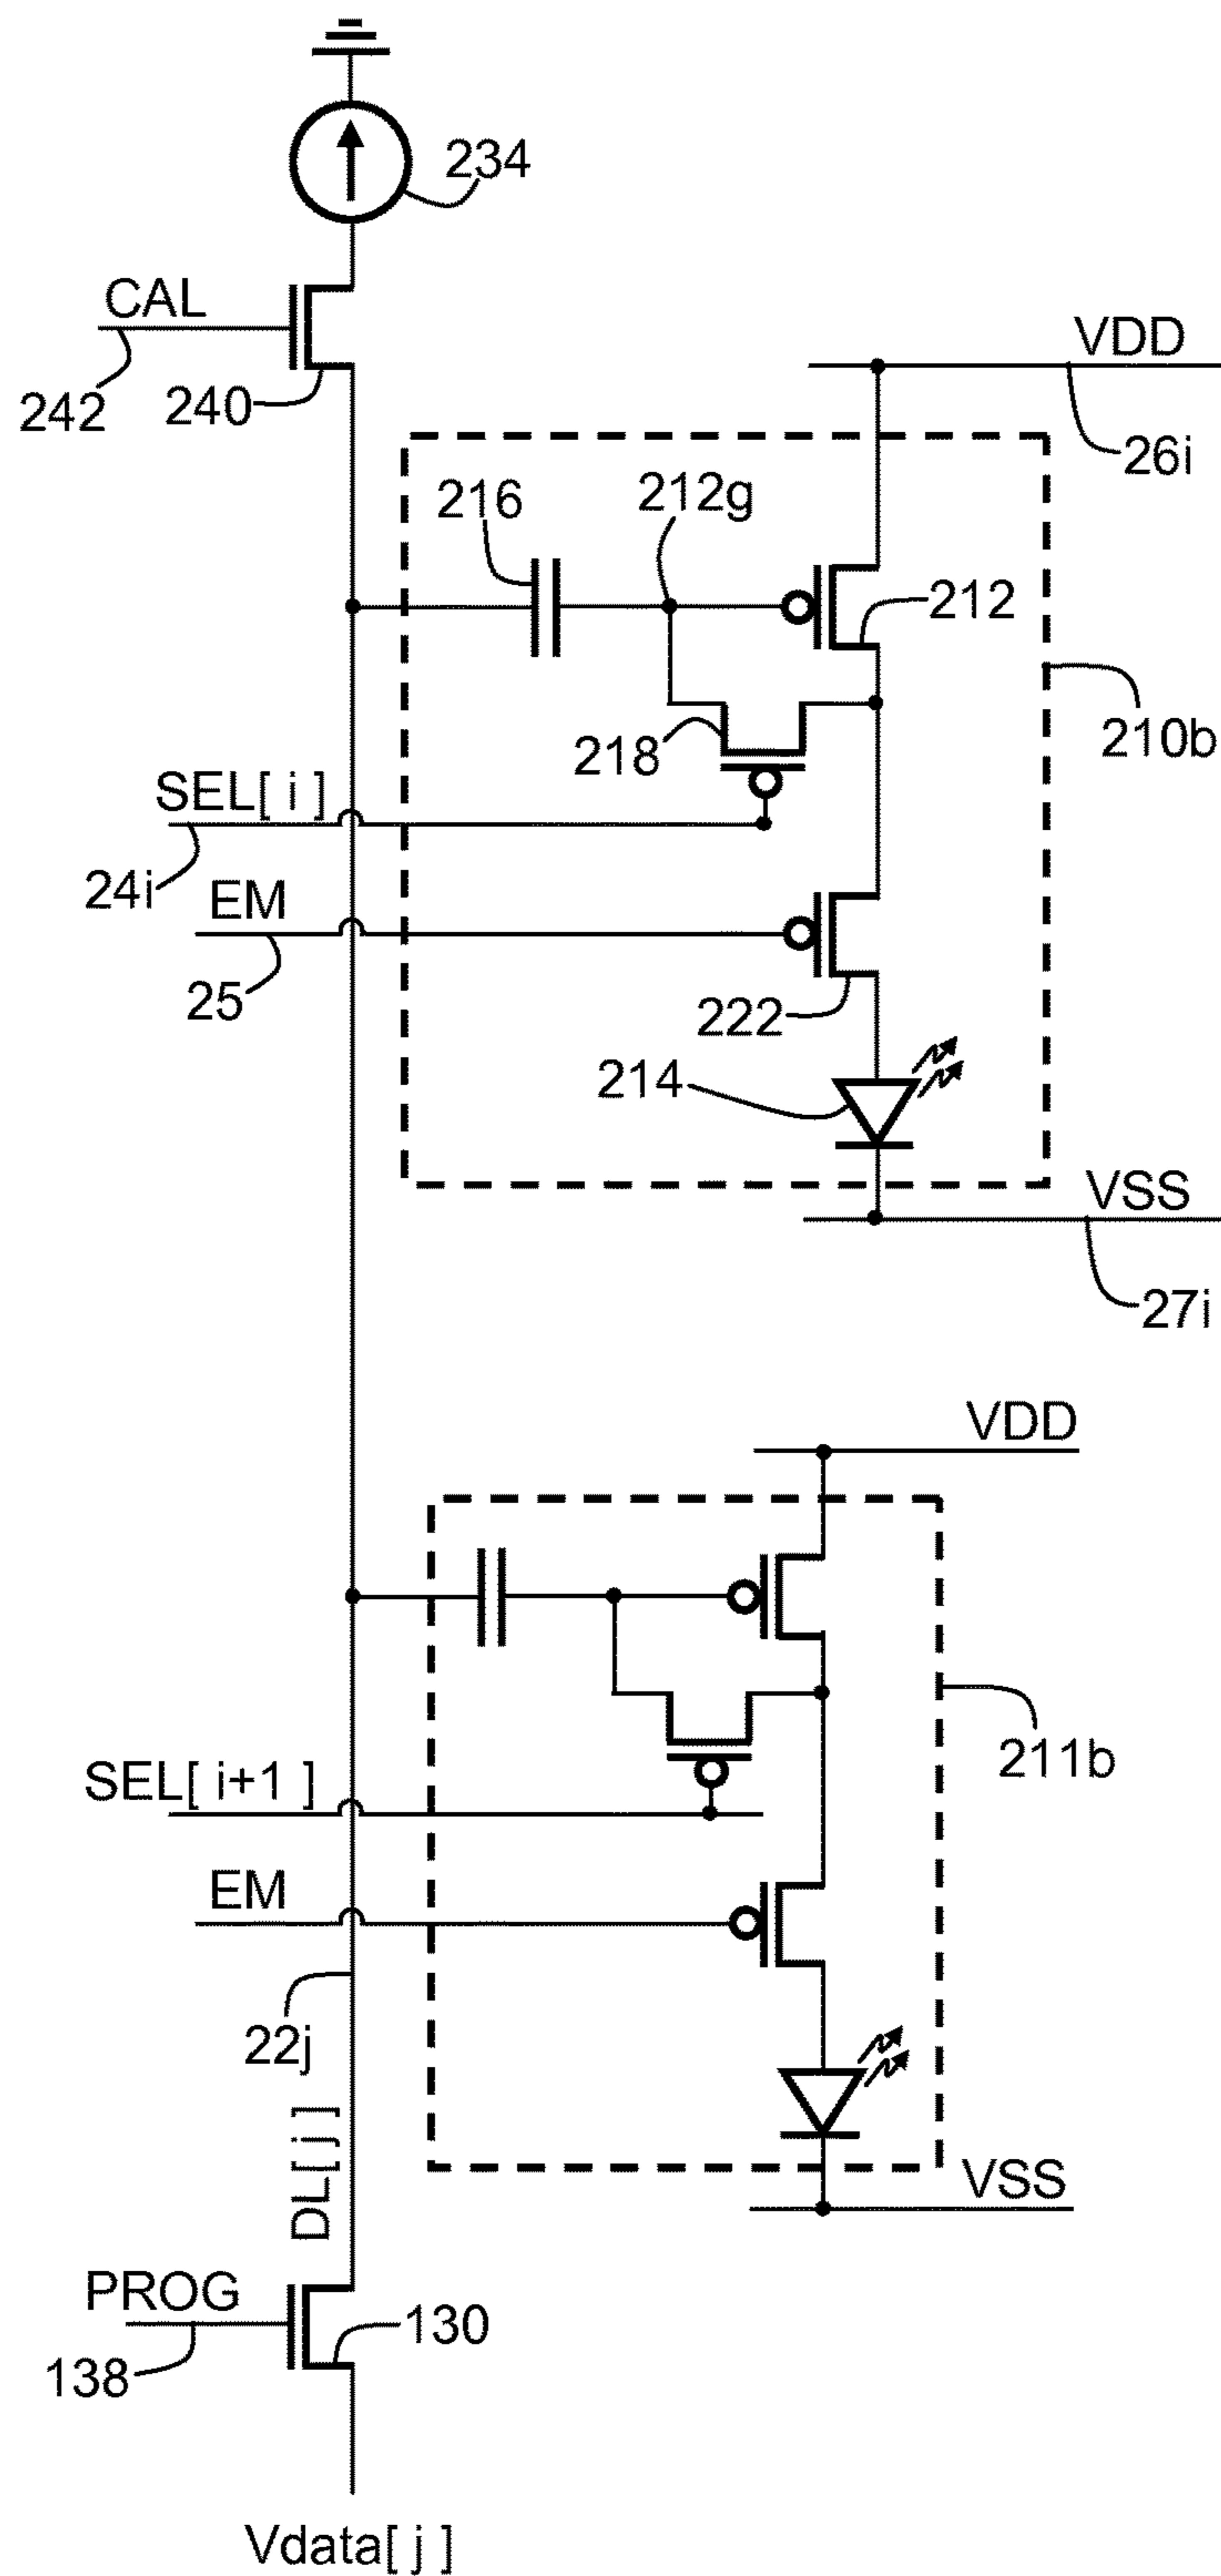 234
CAL
242
240
VDD
26i
216
212g
212
218
210b
SEL[ i ]
24i
EM
25
222
214
VSS
27i
VDD
211b
SEL[ i+1 ]
EM
22j
DL[ j ]
VSS
PROG
138
130
Vdata[ j ]